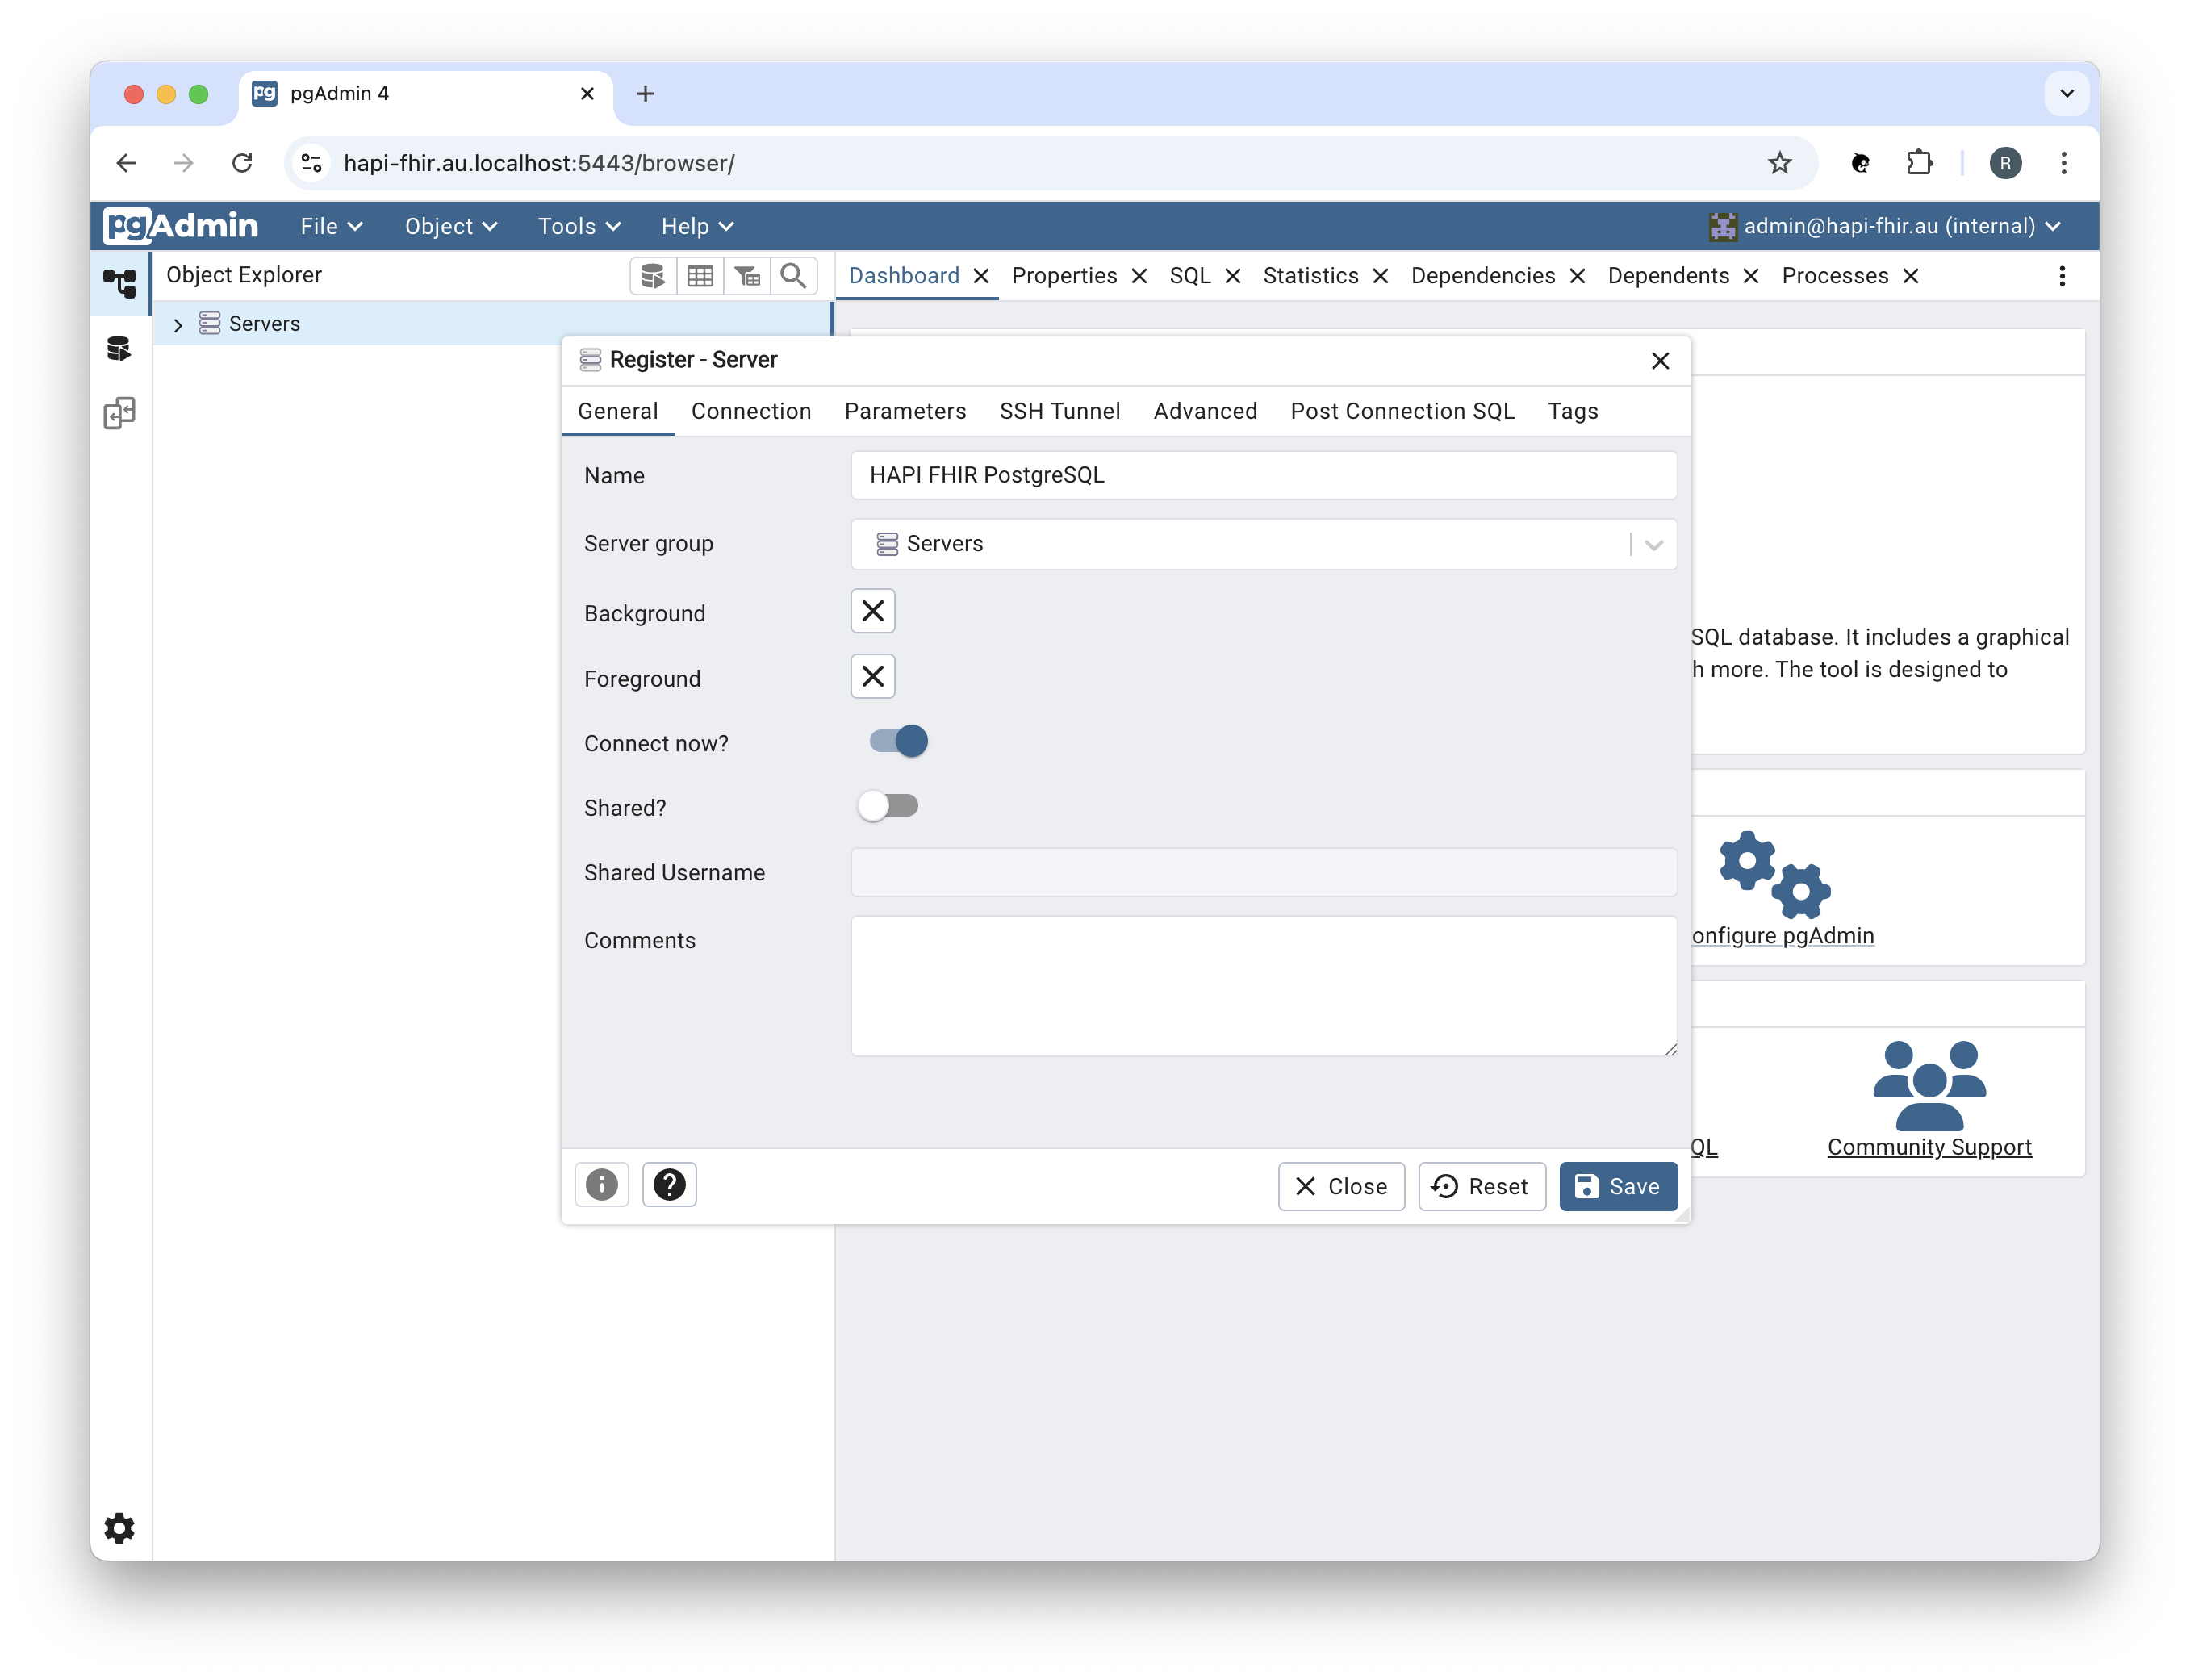 pg pgAdmin 4
hapi-fhir.au.localhost:5443/browser/
R
pgAdmin File Object Tools Help admin@hapi-fhir.au (internal)
Object Explorer
Dashboard Properties SQL Statistics Dependencies Dependents Processes
Servers
Register - Server
General Connection Parameters SSH Tunnel Advanced Post Connection SQL Tags
Name HAPI FHIR PostgreSQL
Server group Servers
Background
Foreground
Connect now?
Shared?
Shared Username
Comments
Close Reset Save
SQL database. It includes a graphical
h more. The tool is designed to
onfigure pgAdmin
QL Community Support